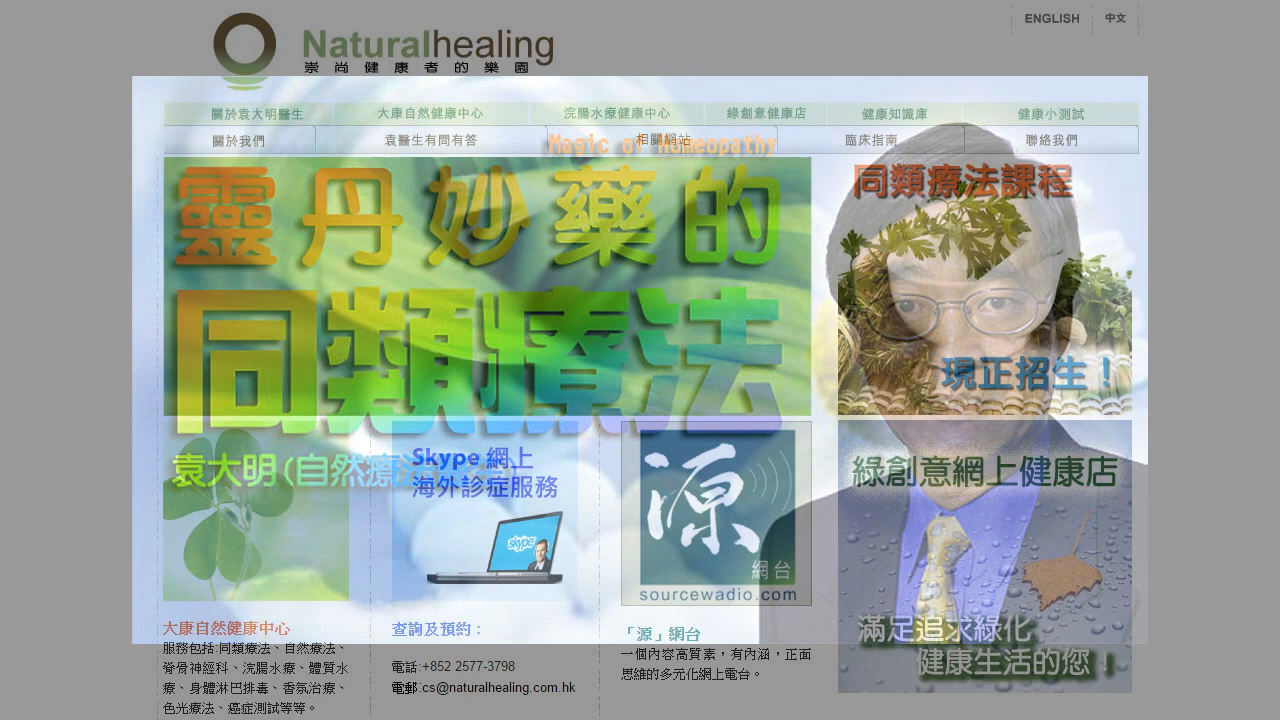 ENGLISH 中文
Naturalhealing
崇尚健康者的樂園
關於袁大明醫生 大康自然健康中心 浣腸水療健康中心 綠創意健康店 健康知識庫 健康小測試
關於我們 袁醫生有問有答 相關網站 臨床指南 聯絡我們
Magic of Homeopathy
靈丹妙藥的
同類療法
袁大明(自然療法
同類療法課程
現正招生！
Skype 網上
海外診症服務
skype
源
網台
sourcewadio.com
綠創意網上健康店
滿足追求綠化
健康生活的您！
大康自然健康中心
服務包括:同類療法、自然療法、
脊骨神經科、浣腸水療、體雕
療、身體淋巴排毒、香氣治療、
色光療法、癌症測試等等。
查詢及預約：
電話:+852 2577-3798
電郵:cs@naturalhealing.com.hk
「源」網台
一個內容高質素，有內涵，正面
思維的多元化網上電台。